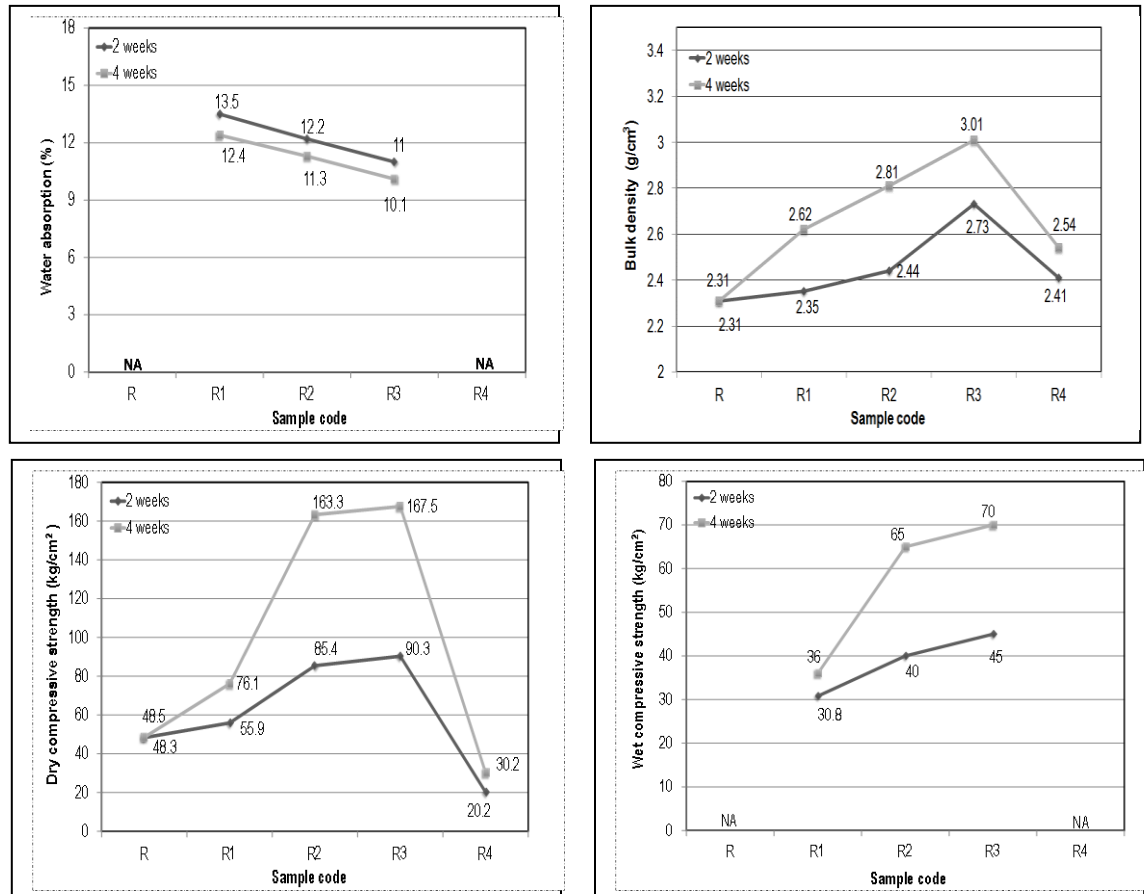 18
15
12
9
6
3
0
Water absorption (%)
2 weeks
4 weeks
13.5
12.2
11
12.4
11.3
10.1
NA
NA
R R1 R2 R3 R4
Sample code
3.4
3.2
3
2.8
2.6
2.4
2.2
2
Bulk density (g/cm³)
2 weeks
4 weeks
3.01
2.81
2.62
2.73
2.54
2.44
2.31
2.31
2.35
2.41
R R1 R2 R3 R4
Sample code
180
160
140
120
100
80
60
40
20
0
Dry compressive strength (kg/cm²)
2 weeks
4 weeks
163.3
167.5
85.4
90.3
76.1
48.5
48.3
55.9
30.2
20.2
R R1 R2 R3 R4
Sample code
80
70
60
50
40
30
20
10
0
Wet compressive strength (kg/cm²)
2 weeks
4 weeks
70
65
36
45
40
30.8
NA
NA
R R1 R2 R3 R4
Sample code